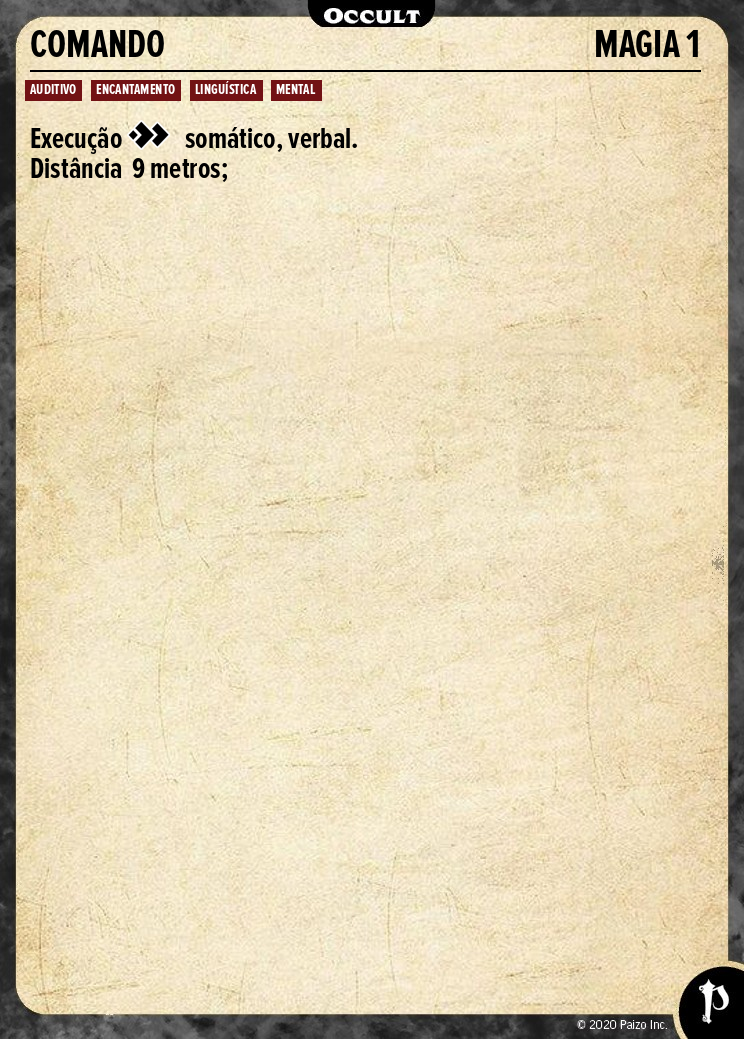 OCCULT
COMANDO MAGIA 1
AUDITIVO ENCANTAMENTO LINGUÍSTICA MENTAL
Execução somático, verbal.
Distância 9 metros;
© 2020 Paizo Inc.
P